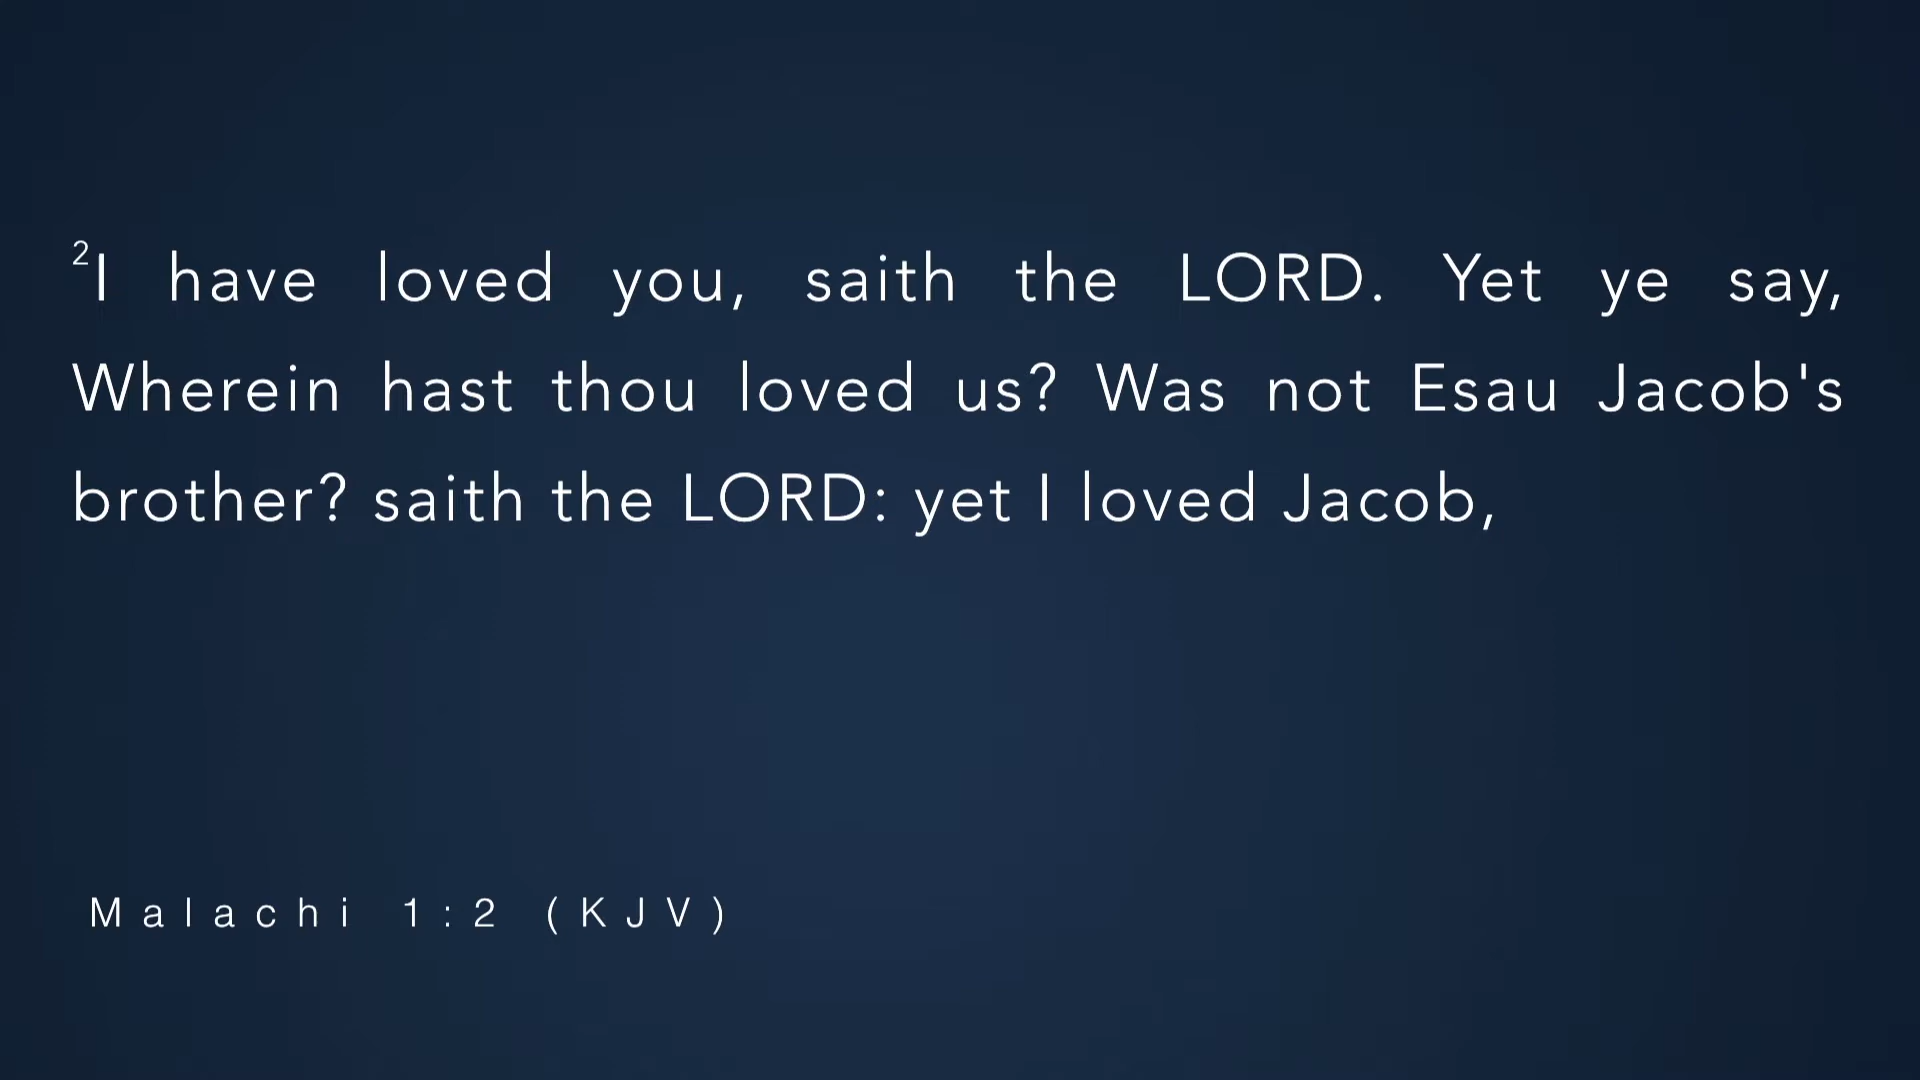 ²I have loved you, saith the LORD. Yet ye say,
Wherein hast thou loved us? Was not Esau Jacob's
brother? saith the LORD: yet I loved Jacob,
Malachi 1:2 (KJV)